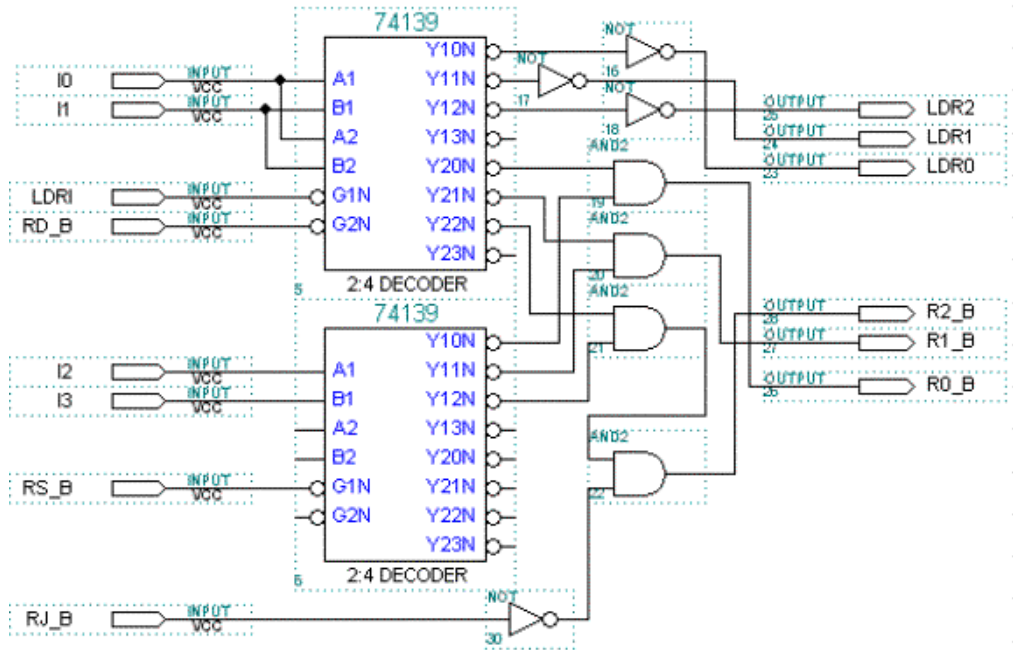 74139
Y10N
NOT
I0 INPUT VCC
A1
Y11N
NOT
16
I1 INPUT VCC
B1
Y12N
17
NOT
18
OUTPUT 25 LDR2
A2
Y13N
OUTPUT 24 LDR1
B2
Y20N
AND2
19
OUTPUT 23 LDR0
LDRI INPUT VCC
G1N
Y21N
RD_B INPUT VCC
G2N
Y22N
AND2
20
Y23N
5
2:4 DECODER
AND2
21
74139
Y10N
OUTPUT 28 R2_B
OUTPUT 27 R1_B
I2 INPUT VCC
A1
Y11N
OUTPUT 26 R0_B
I3 INPUT VCC
B1
Y12N
A2
Y13N
AND2
22
B2
Y20N
RS_B INPUT VCC
G1N
Y21N
G2N
Y22N
Y23N
2:4 DECODER
RJ_B INPUT VCC
NOT
30